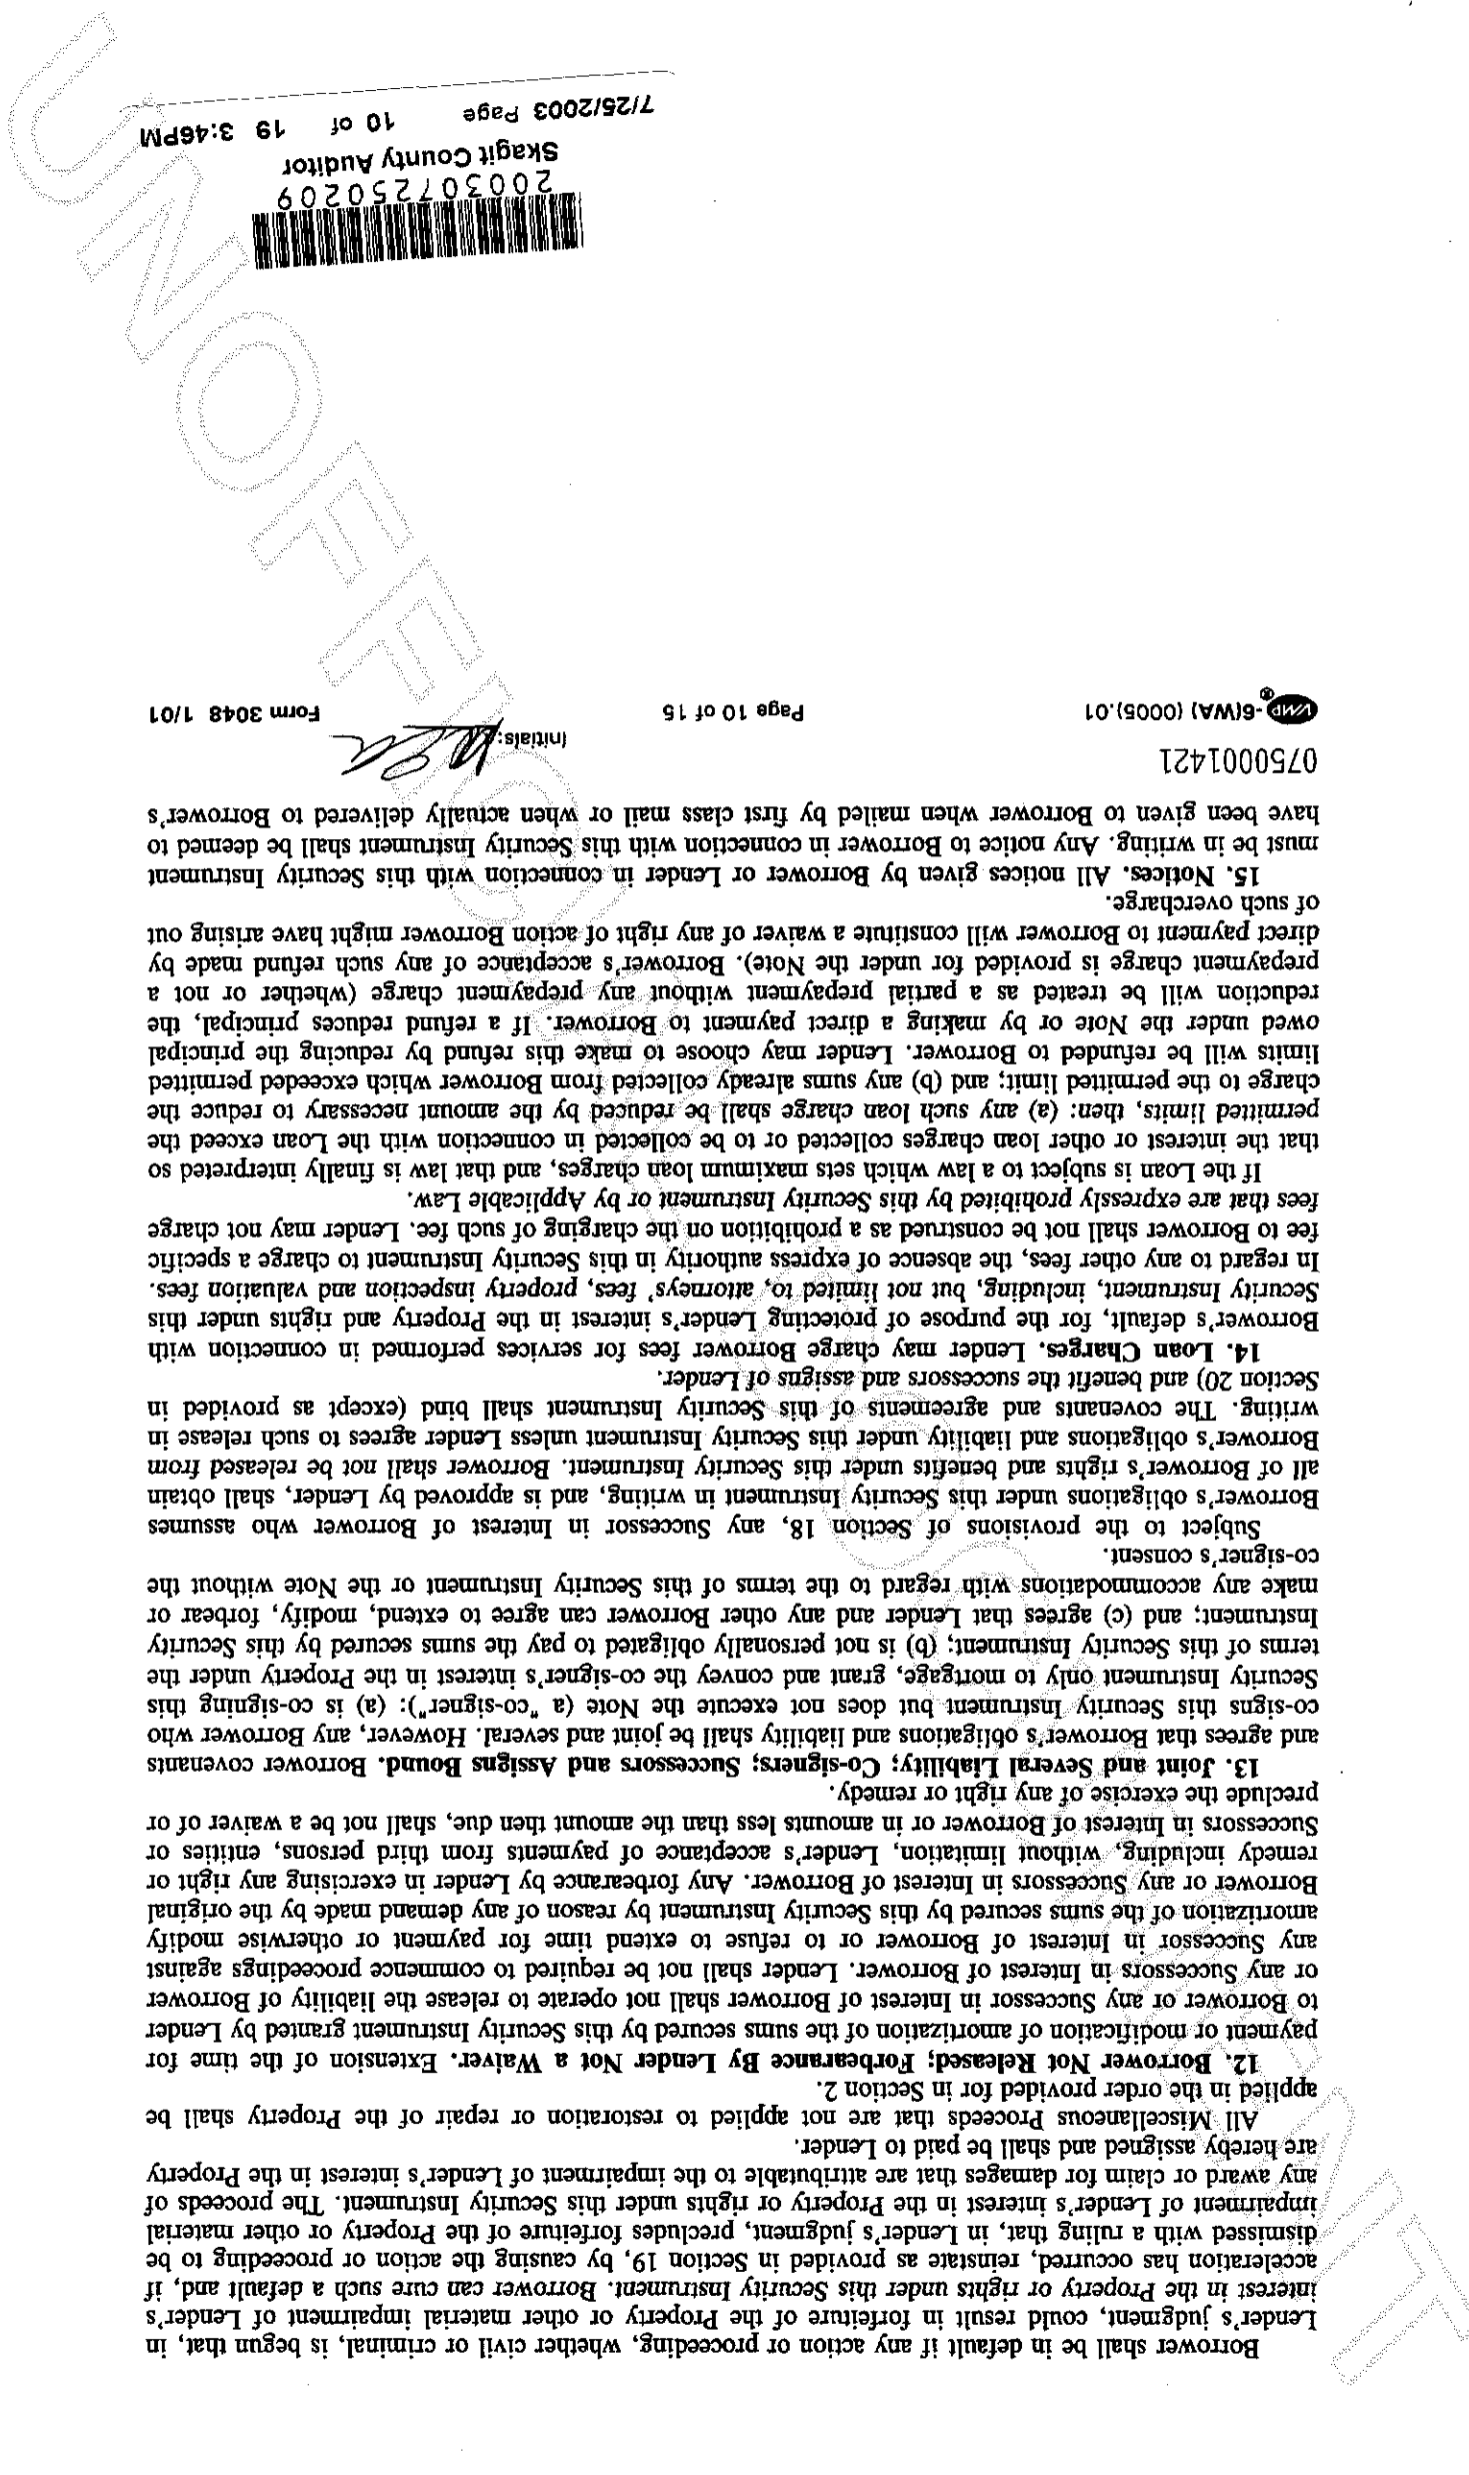 Borrower shall be in default if any action or proceeding, whether civil or criminal, is begun that, in
Lender's judgment, could result in forfeiture of the Property or other material impairment of Lender's
interest in the Property or rights under this Security Instrument. Borrower can cure such a default and, if
acceleration has occurred, reinstate as provided in Section 19, by causing the action or proceeding to be
dismissed with a ruling that, in Lender's judgment, precludes forfeiture of the Property or other material
impairment of Lender's interest in the Property or rights under this Security Instrument. The proceeds of
any award or claim for damages that are attributable to the impairment of Lender's interest in the Property
are hereby assigned and shall be paid to Lender.
All Miscellaneous Proceeds that are not applied to restoration or repair of the Property shall be
applied in the order provided for in Section 2.
12. Borrower Not Released; Forbearance By Lender Not a Waiver. Extension of the time for
payment or modification of amortization of the sums secured by this Security Instrument granted by Lender
to Borrower or any Successor in Interest of Borrower shall not operate to release the liability of Borrower
or any Successors in Interest of Borrower. Lender shall not be required to commence proceedings against
any Successor in Interest of Borrower or to refuse to extend time for payment or otherwise modify
amortization of the sums secured by this Security Instrument by reason of any demand made by the original
Borrower or any Successors in Interest of Borrower. Any forbearance by Lender in exercising any right or
remedy including, without limitation, Lender's acceptance of payments from third persons, entities or
Successors in Interest of Borrower or in amounts less than the amount then due, shall not be a waiver of or
preclude the exercise of any right or remedy.
13. Joint and Several Liability; Co-signers; Successors and Assigns Bound. Borrower covenants
and agrees that Borrower's obligations and liability shall be joint and several. However, any Borrower who
co-signs this Security Instrument but does not execute the Note (a "co-signer"): (a) is co-signing this
Security Instrument only to mortgage, grant and convey the co-signer's interest in the Property under the
terms of this Security Instrument; (b) is not personally obligated to pay the sums secured by this Security
Instrument; and (c) agrees that Lender and any other Borrower can agree to extend, modify, forbear or
make any accommodations with regard to the terms of this Security Instrument or the Note without the
co-signer's consent.
Subject to the provisions of Section 18, any Successor in Interest of Borrower who assumes
Borrower's obligations under this Security Instrument in writing, and is approved by Lender, shall obtain
all of Borrower's rights and benefits under this Security Instrument. Borrower shall not be released from
Borrower's obligations and liability under this Security Instrument unless Lender agrees to such release in
writing. The covenants and agreements of this Security Instrument shall bind (except as provided in
Section 20) and benefit the successors and assigns of Lender.
14. Loan Charges. Lender may charge Borrower fees for services performed in connection with
Borrower's default, for the purpose of protecting Lender's interest in the Property and rights under this
Security Instrument, including, but not limited to, attorneys' fees, property inspection and valuation fees.
In regard to any other fees, the absence of express authority in this Security Instrument to charge a specific
fee to Borrower shall not be construed as a prohibition on the charging of such fee. Lender may not charge
fees that are expressly prohibited by this Security Instrument or by Applicable Law.
If the Loan is subject to a law which sets maximum loan charges, and that law is finally interpreted so
that the interest or other loan charges collected or to be collected in connection with the Loan exceed the
permitted limits, then: (a) any such loan charge shall be reduced by the amount necessary to reduce the
charge to the permitted limit; and (b) any sums already collected from Borrower which exceeded permitted
limits will be refunded to Borrower. Lender may choose to make this refund by reducing the principal
owed under the Note or by making a direct payment to Borrower. If a refund reduces principal, the
reduction will be treated as a partial prepayment without any prepayment charge (whether or not a
prepayment charge is provided for under the Note). Borrower's acceptance of any such refund made by
direct payment to Borrower will constitute a waiver of any right of action Borrower might have arising out
of such overcharge.
15. Notices. All notices given by Borrower or Lender in connection with this Security Instrument
must be in writing. Any notice to Borrower in connection with this Security Instrument shall be deemed to
have been given to Borrower when mailed by first class mail or when actually delivered to Borrower's
0750001421
Initials:
VMP®-6(WA) (0005).01 Page 10 of 15 Form 3048 1/01
200307250209
Skagit County Auditor
7/25/2003 Page 10 of 19 3:46PM
UNOFFICIAL DOCUMENT